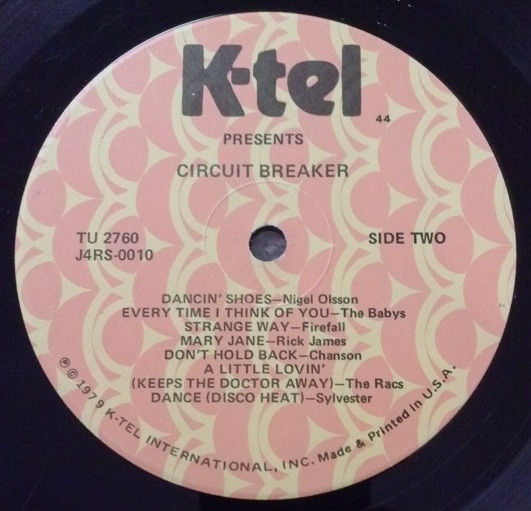 K-tel
44
PRESENTS
CIRCUIT BREAKER
TU 2760
J4RS-0010
SIDE TWO
DANCIN' SHOES—Nigel Olsson
EVERY TIME I THINK OF YOU—The Babys
STRANGE WAY—Firefall
MARY JANE—Rick James
DON'T HOLD BACK—Chanson
A LITTLE LOVIN'
(KEEPS THE DOCTOR AWAY)—The Racs
DANCE (DISCO HEAT)—Sylvester
℗ © 1979 K-TEL INTERNATIONAL, INC. Made & Printed in U.S.A.